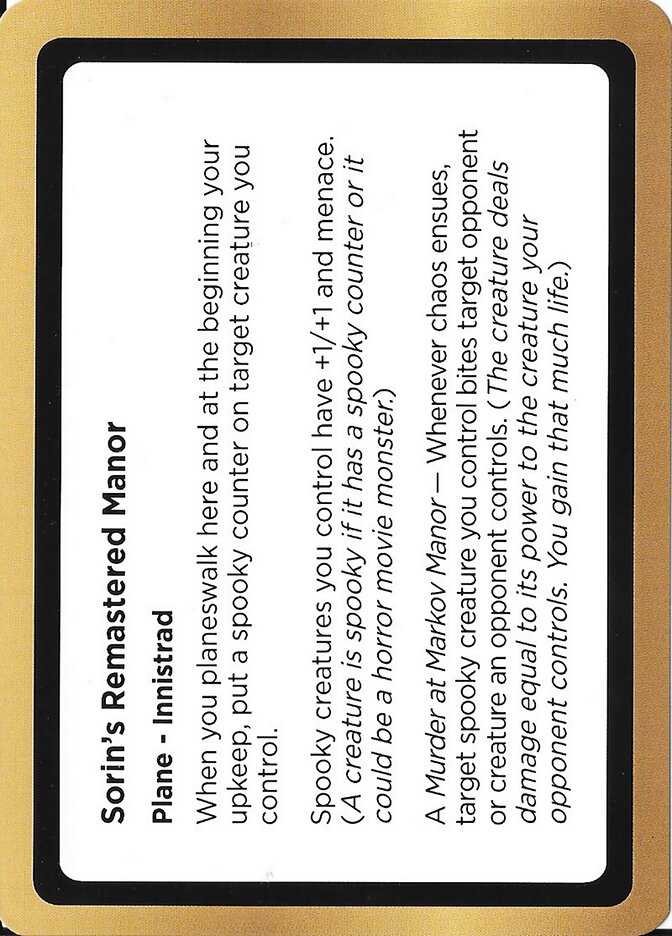 Sorin's Remastered Manor
Plane - Innistrad
When you planeswalk here and at the beginning your
upkeep, put a spooky counter on target creature you
control.
Spooky creatures you control have +1/+1 and menace.
(A creature is spooky if it has a spooky counter or it
could be a horror movie monster.)
A Murder at Markov Manor — Whenever chaos ensues,
target spooky creature you control bites target opponent
or creature an opponent controls. (The creature deals
damage equal to its power to the creature your
opponent controls. You gain that much life.)